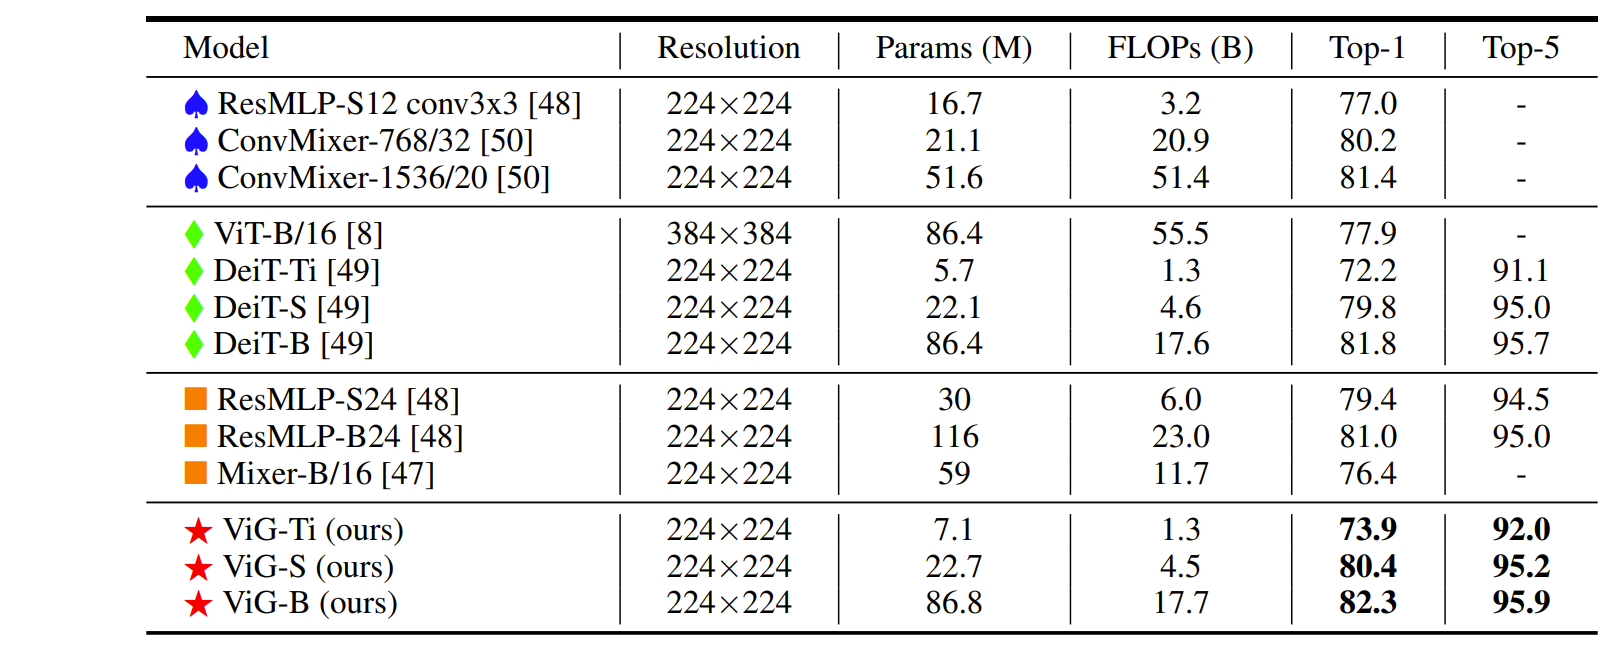 Model Resolution Params (M) FLOPs (B) Top-1 Top-5
♠ ResMLP-S12 conv3x3 [48] 224×224 16.7 3.2 77.0 -
♠ ConvMixer-768/32 [50] 224×224 21.1 20.9 80.2 -
♠ ConvMixer-1536/20 [50] 224×224 51.6 51.4 81.4 -
♦ ViT-B/16 [8] 384×384 86.4 55.5 77.9 -
♦ DeiT-Ti [49] 224×224 5.7 1.3 72.2 91.1
♦ DeiT-S [49] 224×224 22.1 4.6 79.8 95.0
♦ DeiT-B [49] 224×224 86.4 17.6 81.8 95.7
■ ResMLP-S24 [48] 224×224 30 6.0 79.4 94.5
■ ResMLP-B24 [48] 224×224 116 23.0 81.0 95.0
■ Mixer-B/16 [47] 224×224 59 11.7 76.4 -
★ ViG-Ti (ours) 224×224 7.1 1.3 73.9 92.0
★ ViG-S (ours) 224×224 22.7 4.5 80.4 95.2
★ ViG-B (ours) 224×224 86.8 17.7 82.3 95.9